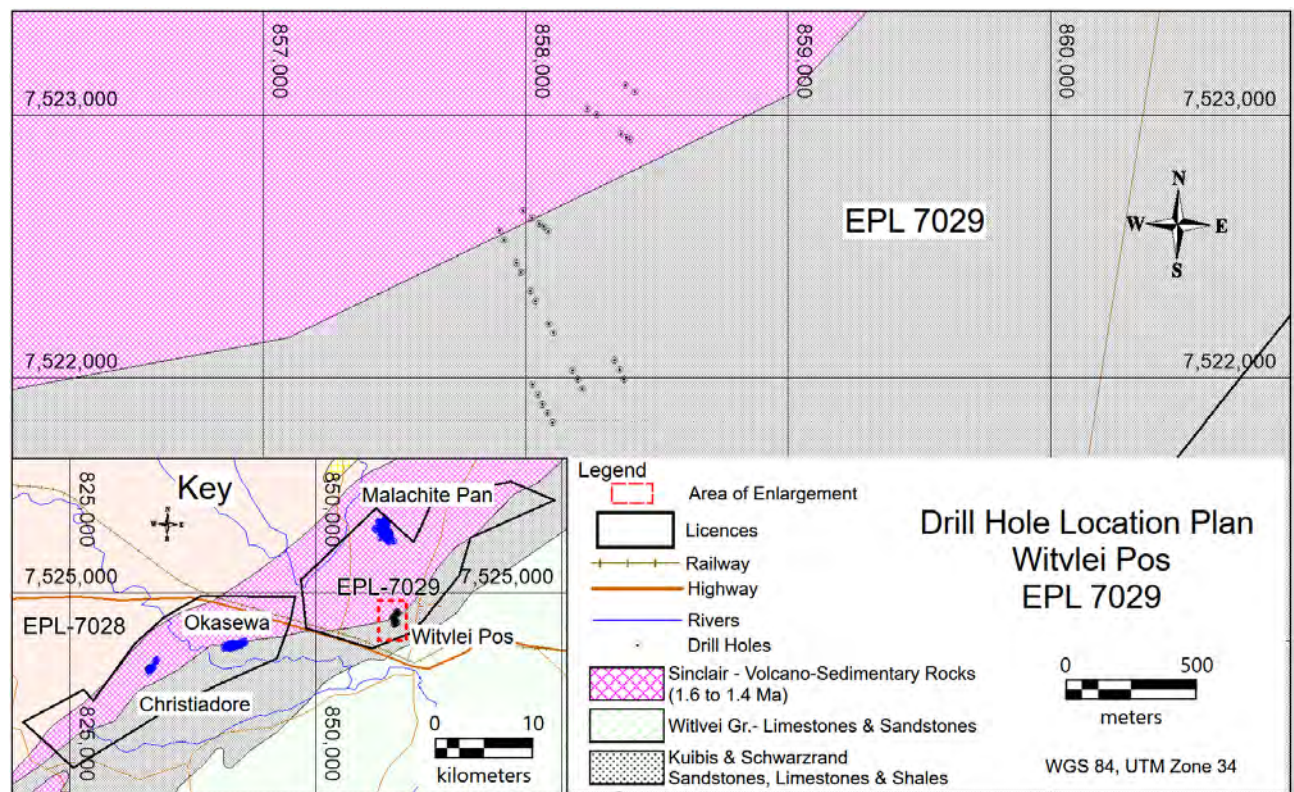 857,000
858,000
859,000
860,000
7,523,000
7,523,000
EPL 7029
N
W
E
S
7,522,000
7,522,000
Key
825,000
850,000
Malachite Pan
N
W
E
S
7,525,000
7,525,000
EPL-7029
EPL-7028
Okasewa
Witvlei Pos
Christiadore
825,000
850,000
0 10
kilometers
Legend
Area of Enlargement
Licences
Railway
Highway
Rivers
Drill Holes
Sinclair - Volcano-Sedimentary Rocks
(1.6 to 1.4 Ma)
Witvlei Gr.- Limestones & Sandstones
Kuibis & Schwarzrand
Sandstones, Limestones & Shales
Drill Hole Location Plan
Witvlei Pos
EPL 7029
0 500
meters
WGS 84, UTM Zone 34